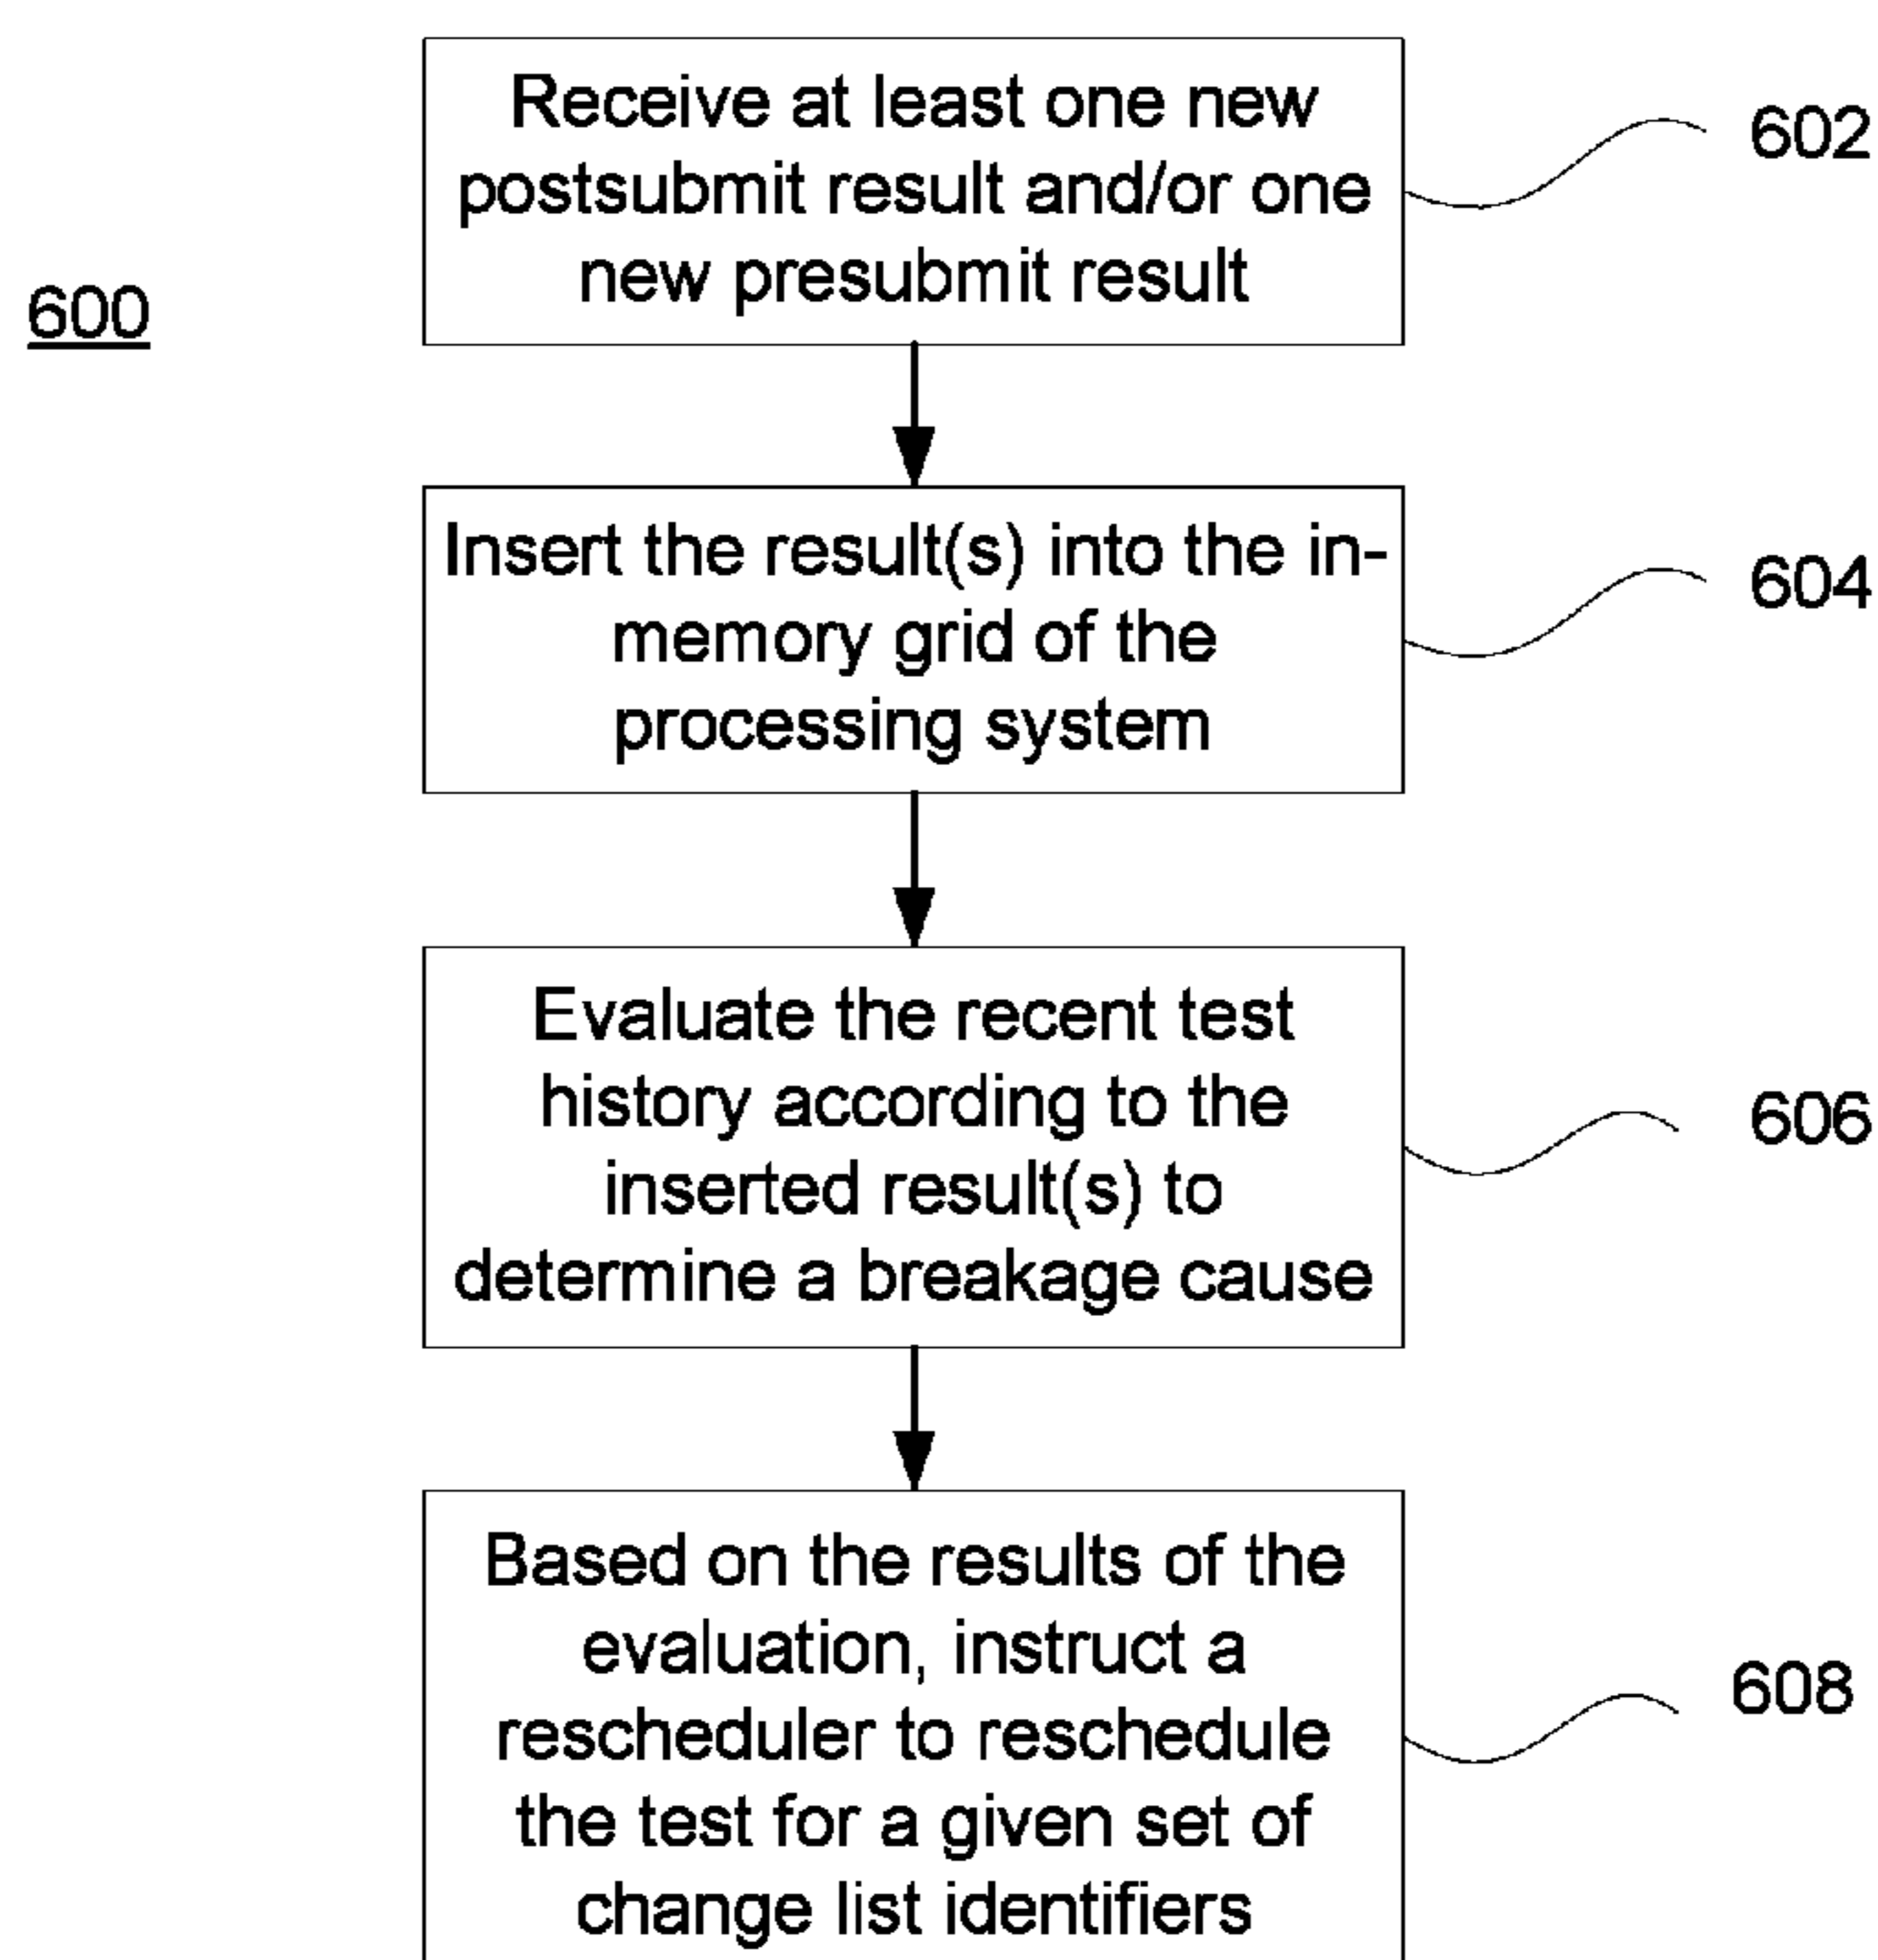 Receive at least one new
postsubmit result and/or one
new presubmit result
602
600
Insert the result(s) into the in-
memory grid of the
processing system
604
Evaluate the recent test
history according to the
inserted result(s) to
determine a breakage cause
606
Based on the results of the
evaluation, instruct a
rescheduler to reschedule
the test for a given set of
change list identifiers
608